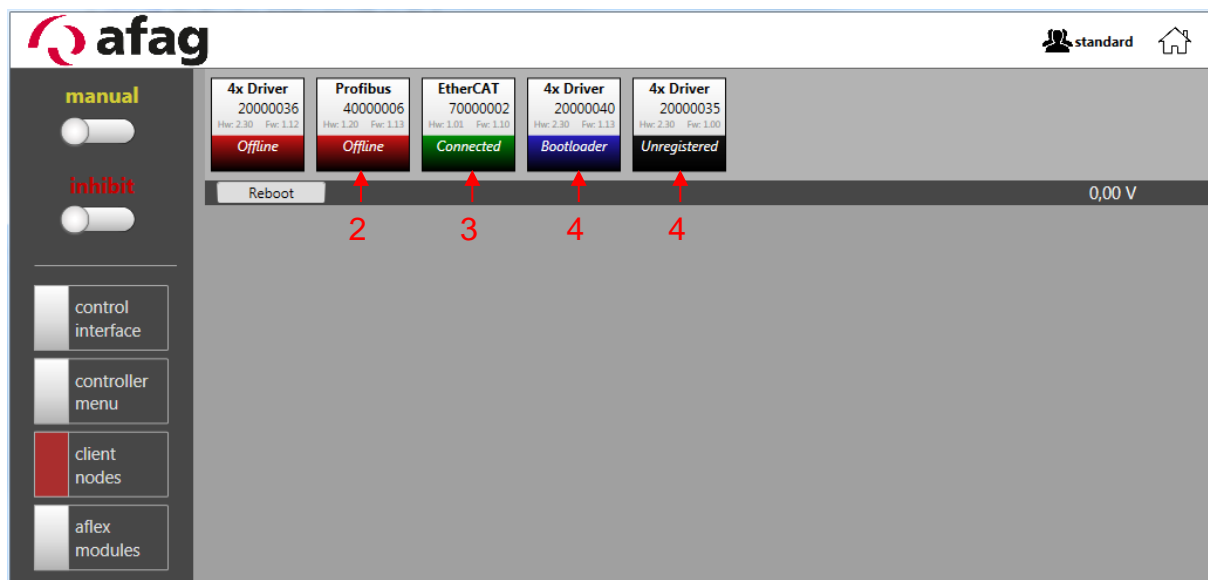 afag
standard
manual
inhibit
4x Driver
20000036
Hw: 2.30 Fw: 1.12
Offline
Profibus
40000006
Hw: 1.20 Fw: 1.13
Offline
EtherCAT
70000002
Hw: 1.01 Fw: 1.10
Connected
4x Driver
20000040
Hw: 2.30 Fw: 1.13
Bootloader
4x Driver
20000035
Hw: 2.30 Fw: 1.00
Unregistered
Reboot
0,00 V
2
3
4
4
control
interface
controller
menu
client
nodes
aflex
modules